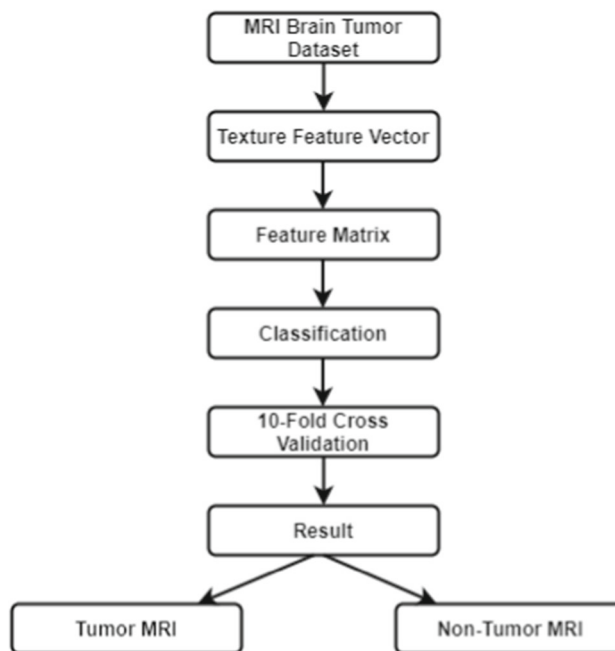 MRI Brain Tumor
Dataset
Texture Feature Vector
Feature Matrix
Classification
10-Fold Cross
Validation
Result
Tumor MRI
Non-Tumor MRI